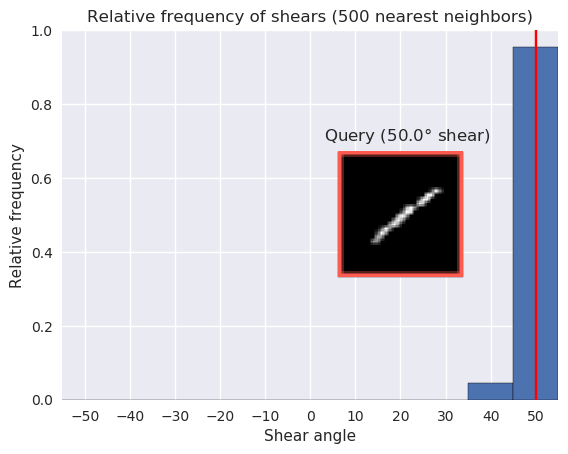 Relative frequency of shears (500 nearest neighbors)
1.0
0.8
0.6
0.4
0.2
0.0
Relative frequency
Query (50.0° shear)
−50 −40 −30 −20 −10 0 10 20 30 40 50
Shear angle